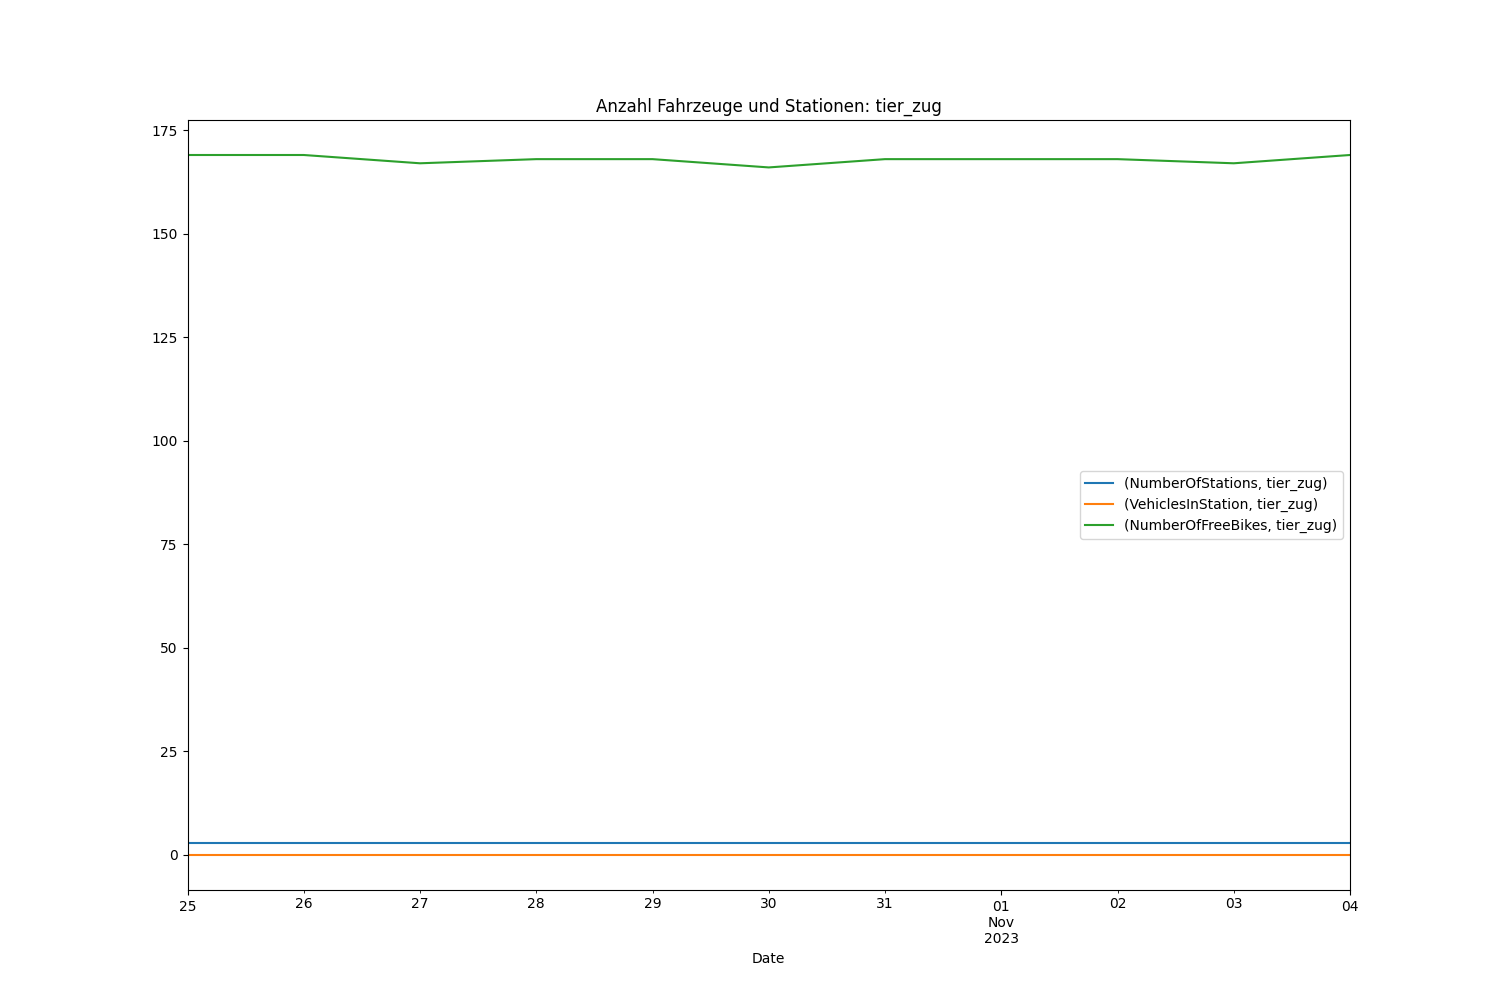 Anzahl Fahrzeuge und Stationen: tier_zug
175
150
125
100
75
50
25
0
(NumberOfStations, tier_zug)
(VehiclesInStation, tier_zug)
(NumberOfFreeBikes, tier_zug)
25 26 27 28 29 30 31 01 02 03 04
Nov
2023
Date